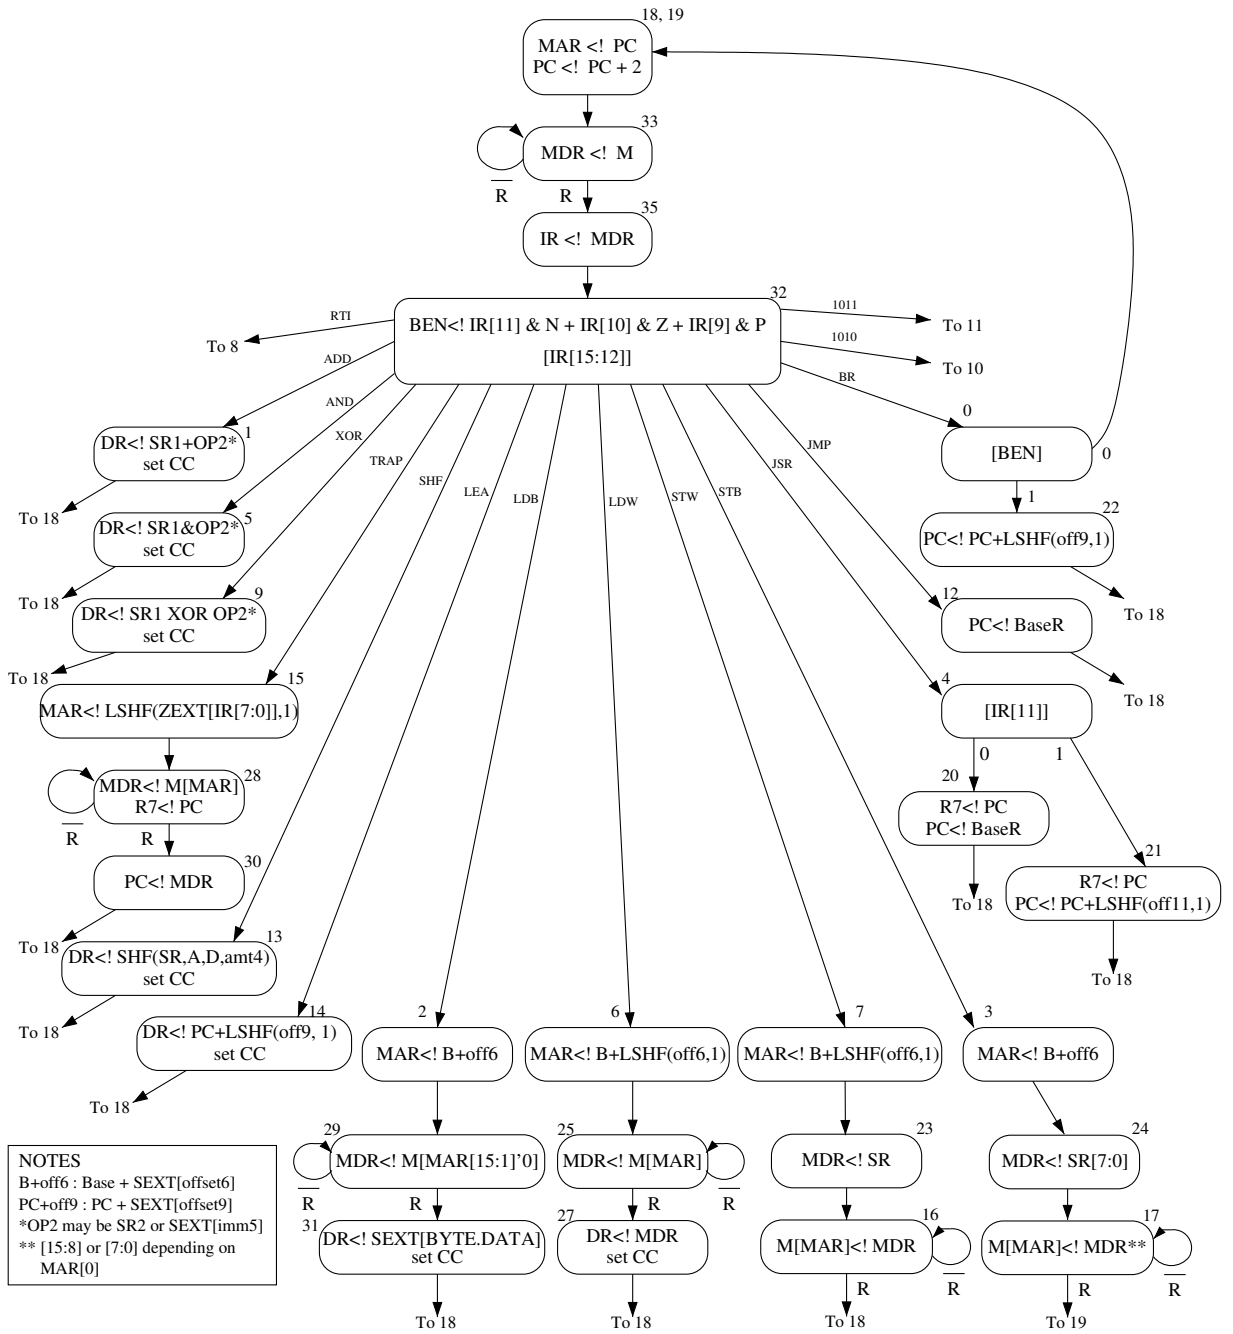 18, 19
MAR <! PC
PC <! PC + 2
33
MDR <! M
R
R
35
IR <! MDR
32
BEN<! IR[11] & N + IR[10] & Z + IR[9] & P
[IR[15:12]]
RTI
To 8
1011
To 11
1010
To 10
ADD
AND
XOR
TRAP
SHF
LEA
LDB
LDW
STW
STB
JSR
JMP
BR
1
DR<! SR1+OP2*
set CC
To 18
5
DR<! SR1&OP2*
set CC
To 18
9
DR<! SR1 XOR OP2*
set CC
To 18
15
MAR<! LSHF(ZEXT[IR[7:0]],1)
28
MDR<! M[MAR]
R7<! PC
R
R
30
PC<! MDR
To 18
13
DR<! SHF(SR,A,D,amt4)
set CC
To 18
14
DR<! PC+LSHF(off9, 1)
set CC
To 18
0
[BEN]
0
1
22
PC<! PC+LSHF(off9,1)
To 18
12
PC<! BaseR
To 18
4
[IR[11]]
0
1
20
R7<! PC
PC<! BaseR
To 18
21
R7<! PC
PC<! PC+LSHF(off11,1)
To 18
2
MAR<! B+off6
29
MDR<! M[MAR[15:1]'0]
R
R
31
DR<! SEXT[BYTE.DATA]
set CC
To 18
6
MAR<! B+LSHF(off6,1)
25
MDR<! M[MAR]
R
R
27
DR<! MDR
set CC
To 18
7
MAR<! B+LSHF(off6,1)
23
MDR<! SR
16
M[MAR]<! MDR
R
R
To 18
3
MAR<! B+off6
24
MDR<! SR[7:0]
17
M[MAR]<! MDR**
R
R
To 19
NOTES
B+off6 : Base + SEXT[offset6]
PC+off9 : PC + SEXT[offset9]
*OP2 may be SR2 or SEXT[imm5]
** [15:8] or [7:0] depending on
MAR[0]